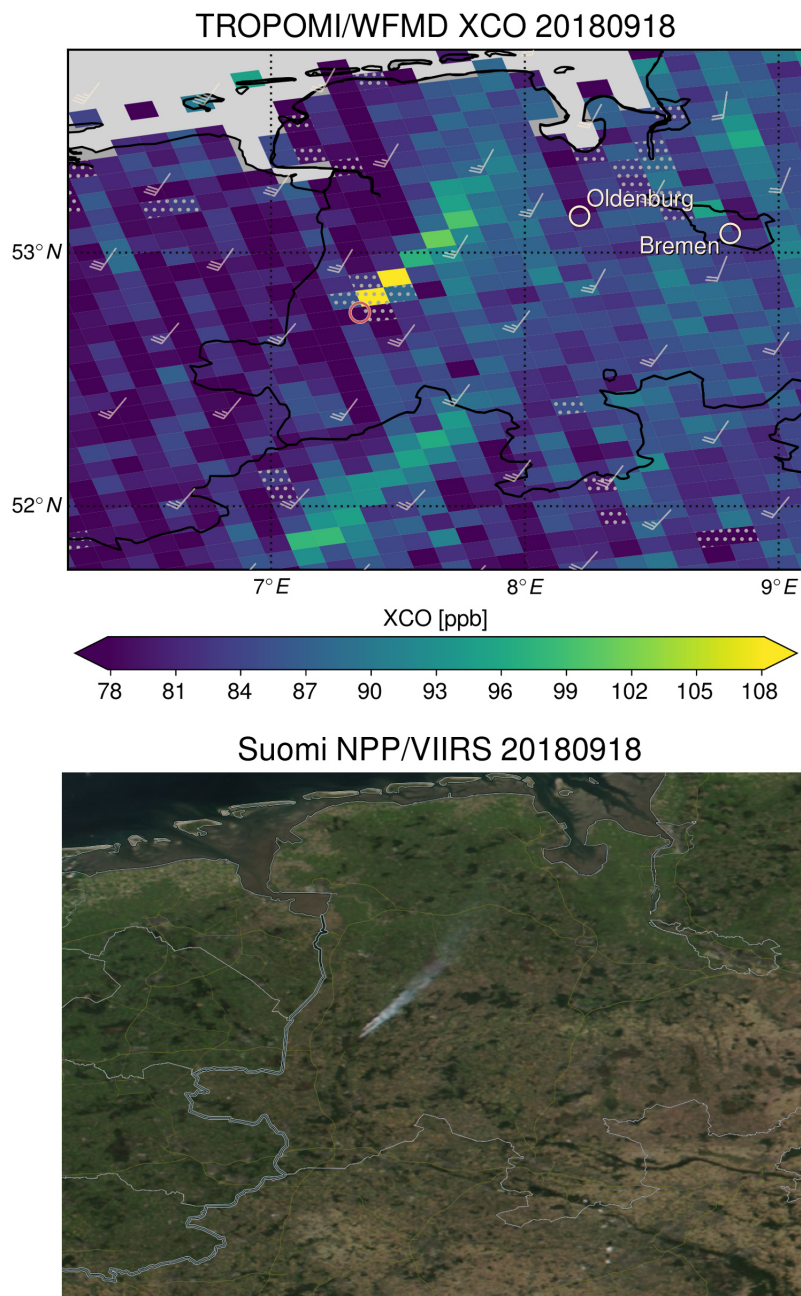 TROPOMI/WFMD XCO 20180918
Oldenburg
Bremen
53°N
52°N
7°E 8°E 9°E
XCO [ppb]
78 81 84 87 90 93 96 99 102 105 108
Suomi NPP/VIIRS 20180918